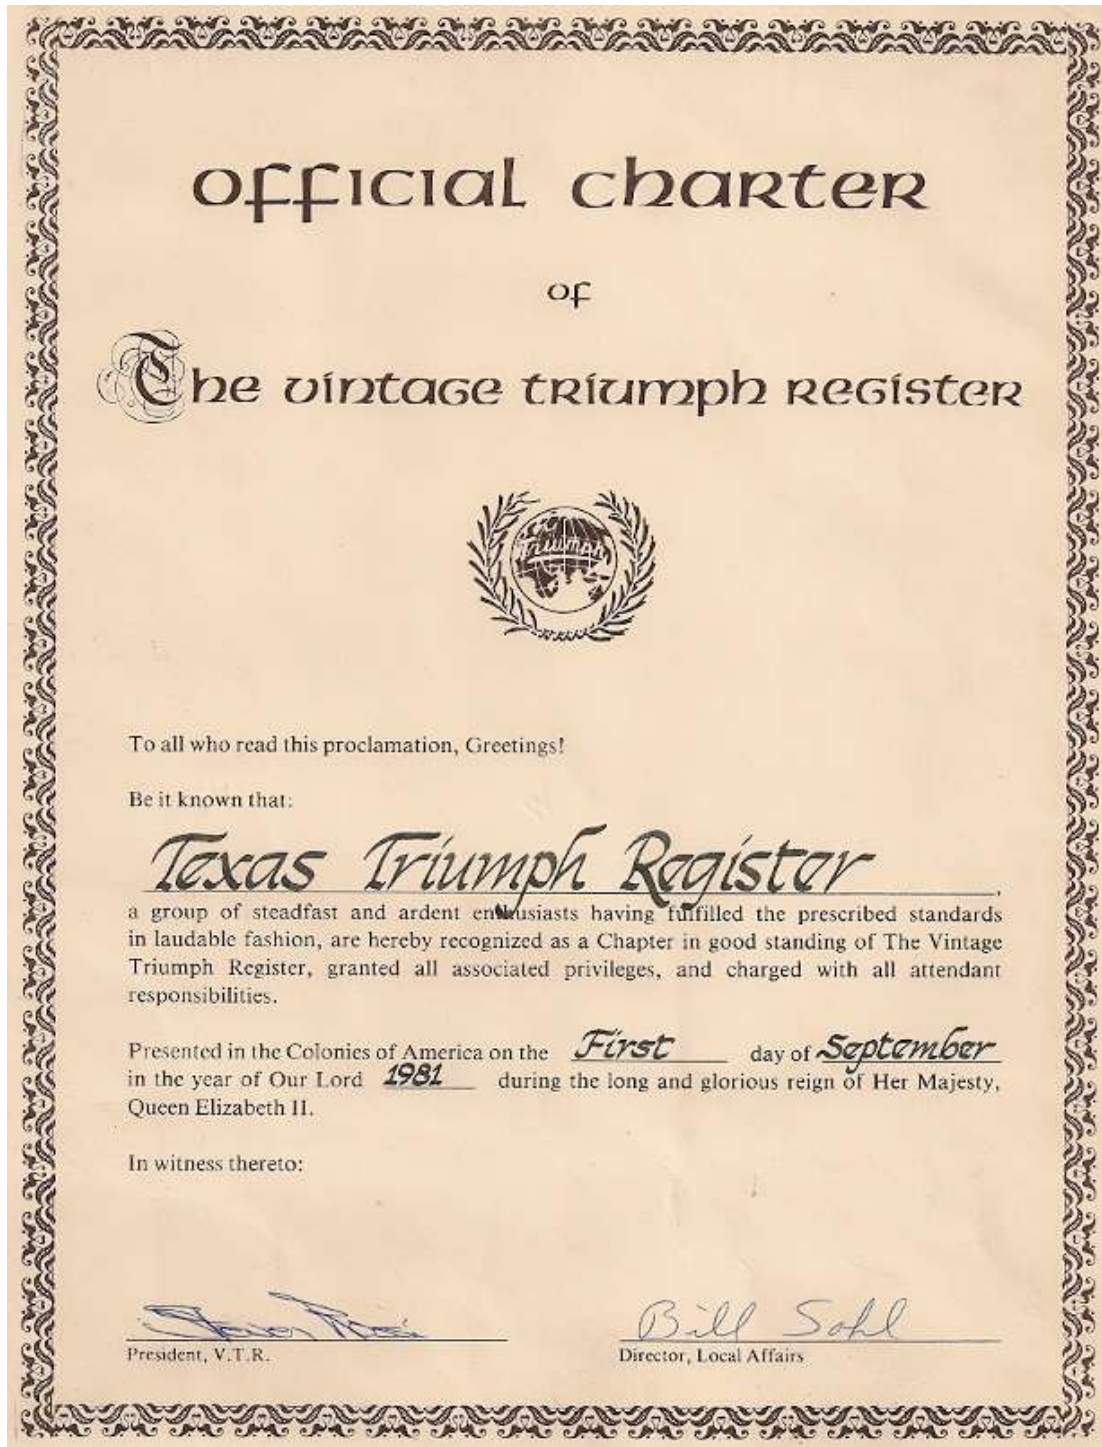 Official Charter
of
The Vintage Triumph Register
Triumph
To all who read this proclamation, Greetings!
Be it known that:
Texas Triumph Register,
a group of steadfast and ardent enthusiasts having fulfilled the prescribed standards
in laudable fashion, are hereby recognized as a Chapter in good standing of The Vintage
Triumph Register, granted all associated privileges, and charged with all attendant
responsibilities.
Presented in the Colonies of America on the First day of September
in the year of Our Lord 1981 during the long and glorious reign of Her Majesty,
Queen Elizabeth II.
In witness thereto:
Bill Sohl
President, V.T.R. Director, Local Affairs